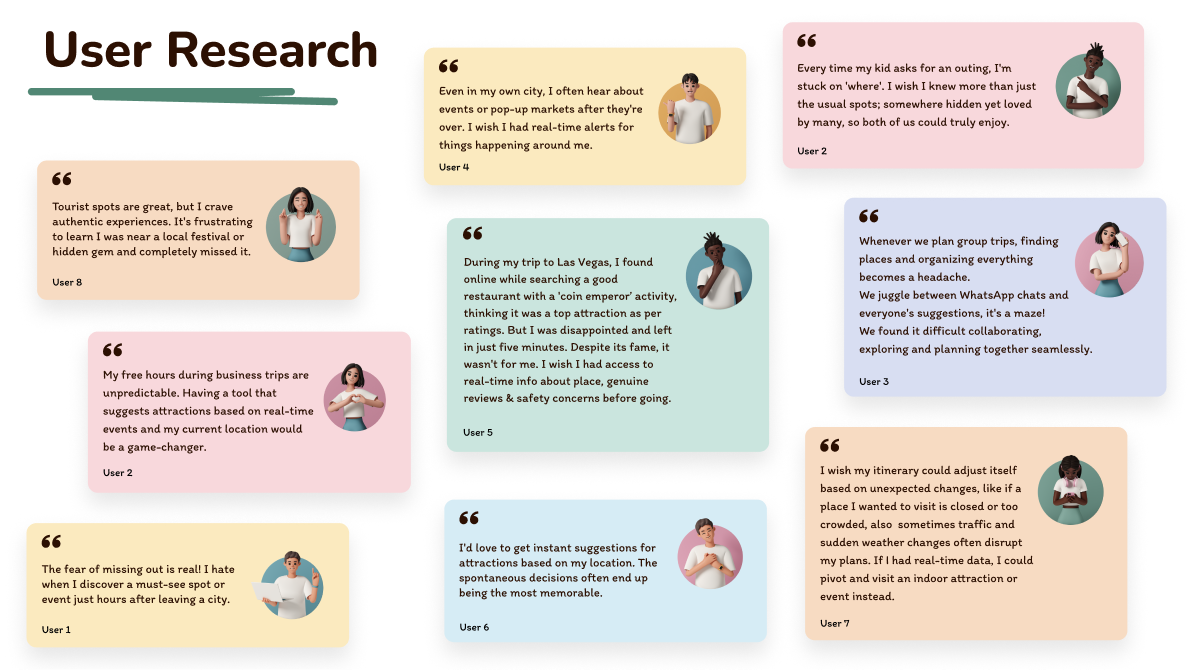 User Research
“
Even in my own city, I often hear about
events or pop-up markets after they're
over. I wish I had real-time alerts for
things happening around me.
User 4
“
Every time my kid asks for an outing, I'm
stuck on 'where'. I wish I knew more than just
the usual spots; somewhere hidden yet loved
by many, so both of us could truly enjoy.
User 2
“
Tourist spots are great, but I crave
authentic experiences. It's frustrating
to learn I was near a local festival or
hidden gem and completely missed it.
User 8
“
During my trip to Las Vegas, I found
online while searching a good
restaurant with a 'coin emperor' activity,
thinking it was a top attraction as per
ratings. But I was disappointed and left
in just five minutes. Despite its fame, it
wasn't for me. I wish I had access to
real-time info about place, genuine
reviews & safety concerns before going.
User 5
“
Whenever we plan group trips, finding
places and organizing everything
becomes a headache.
We juggle between WhatsApp chats and
everyone's suggestions, it's a maze!
We found it difficult collaborating,
exploring and planning together seamlessly.
User 3
“
My free hours during business trips are
unpredictable. Having a tool that
suggests attractions based on real-time
events and my current location would
be a game-changer.
User 2
“
I wish my itinerary could adjust itself
based on unexpected changes, like if a
place I wanted to visit is closed or too
crowded, also sometimes traffic and
sudden weather changes often disrupt
my plans. If I had real-time data, I could
pivot and visit an indoor attraction or
event instead.
User 7
“
The fear of missing out is real! I hate
when I discover a must-see spot or
event just hours after leaving a city.
User 1
“
I'd love to get instant suggestions for
attractions based on my location. The
spontaneous decisions often end up
being the most memorable.
User 6